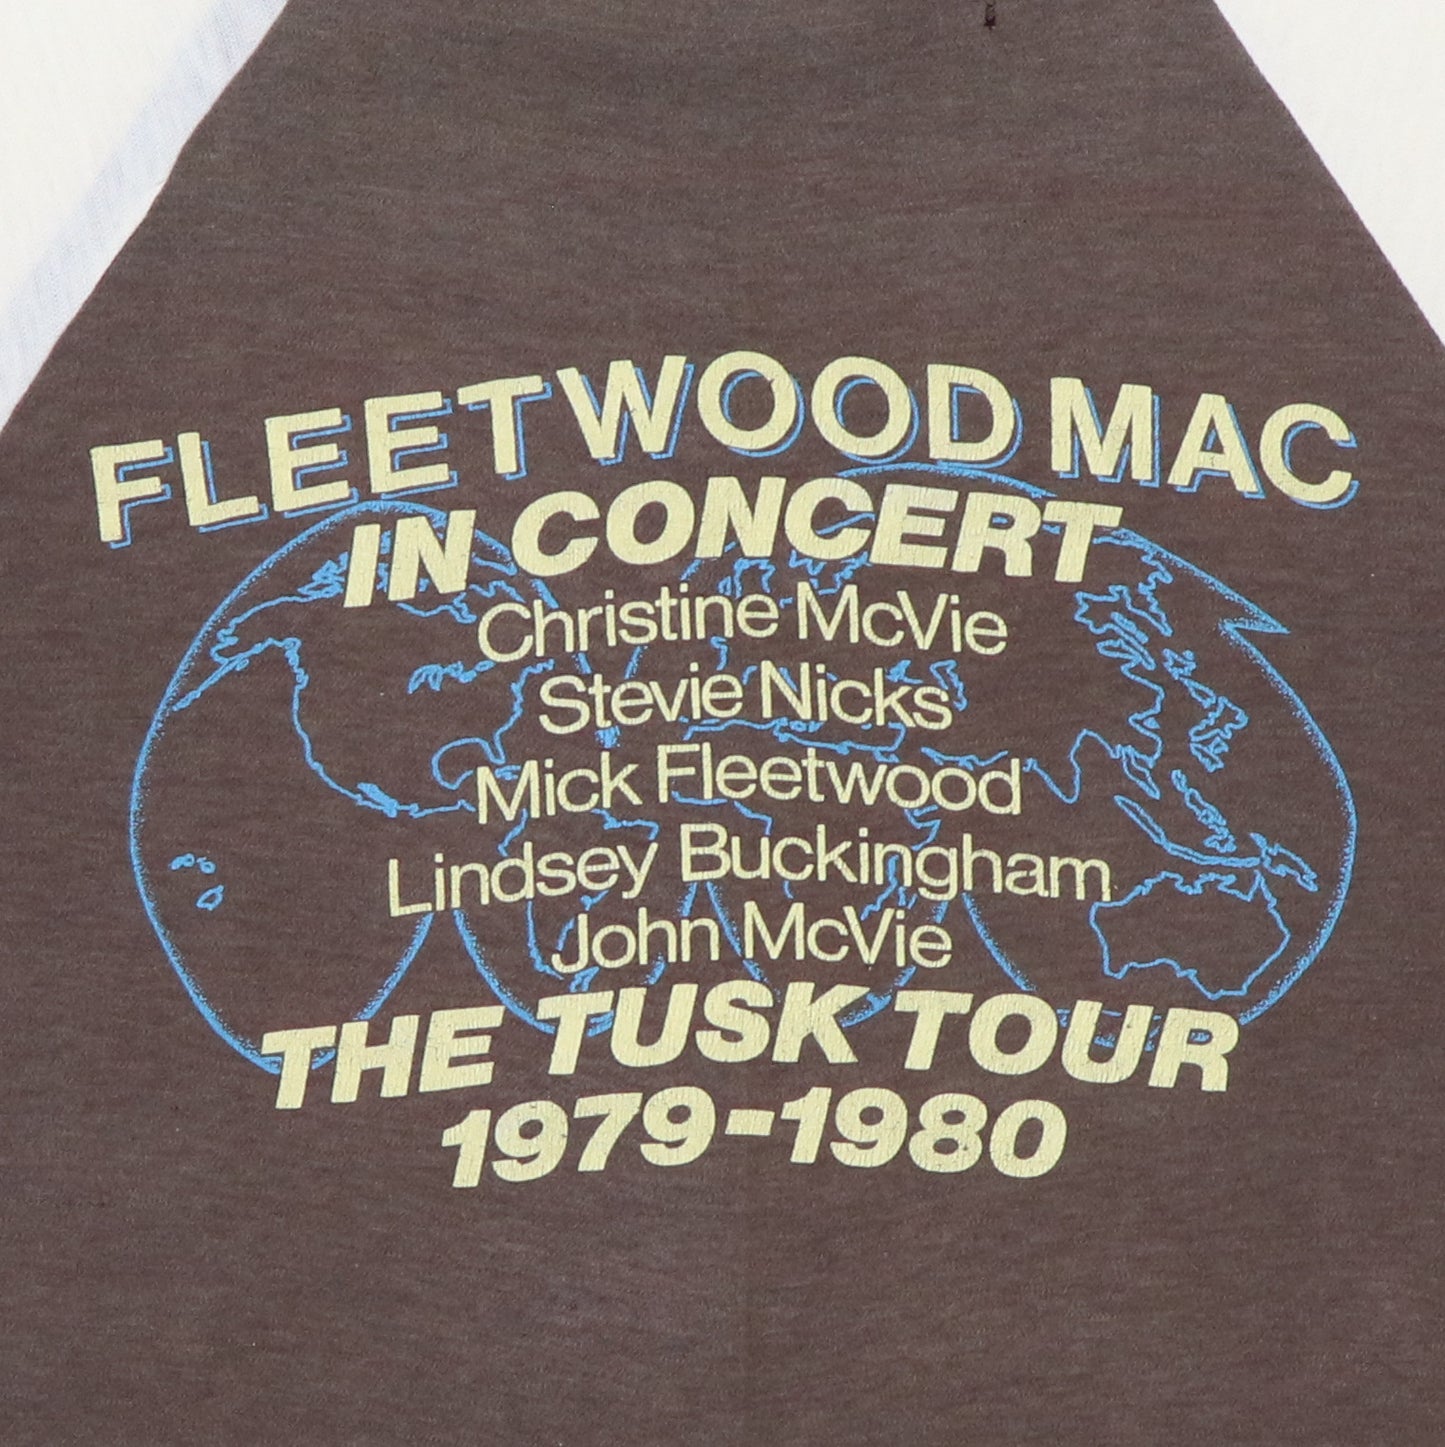 FLEETWOOD MAC
IN CONCERT
Christine McVie
Stevie Nicks
Mick Fleetwood
Lindsey Buckingham
John McVie
THE TUSK TOUR
1979-1980